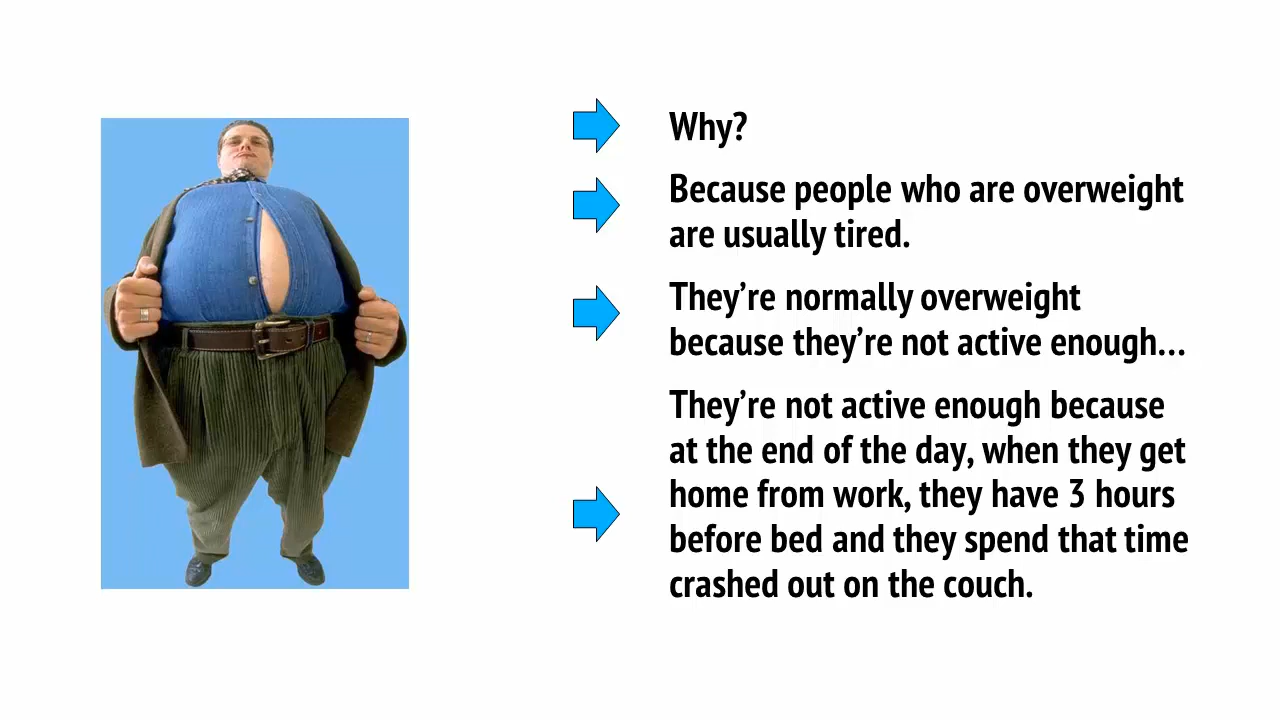 Why?
Because people who are overweight
are usually tired.
They’re normally overweight
because they’re not active enough…
They’re not active enough because
at the end of the day, when they get
home from work, they have 3 hours
before bed and they spend that time
crashed out on the couch.